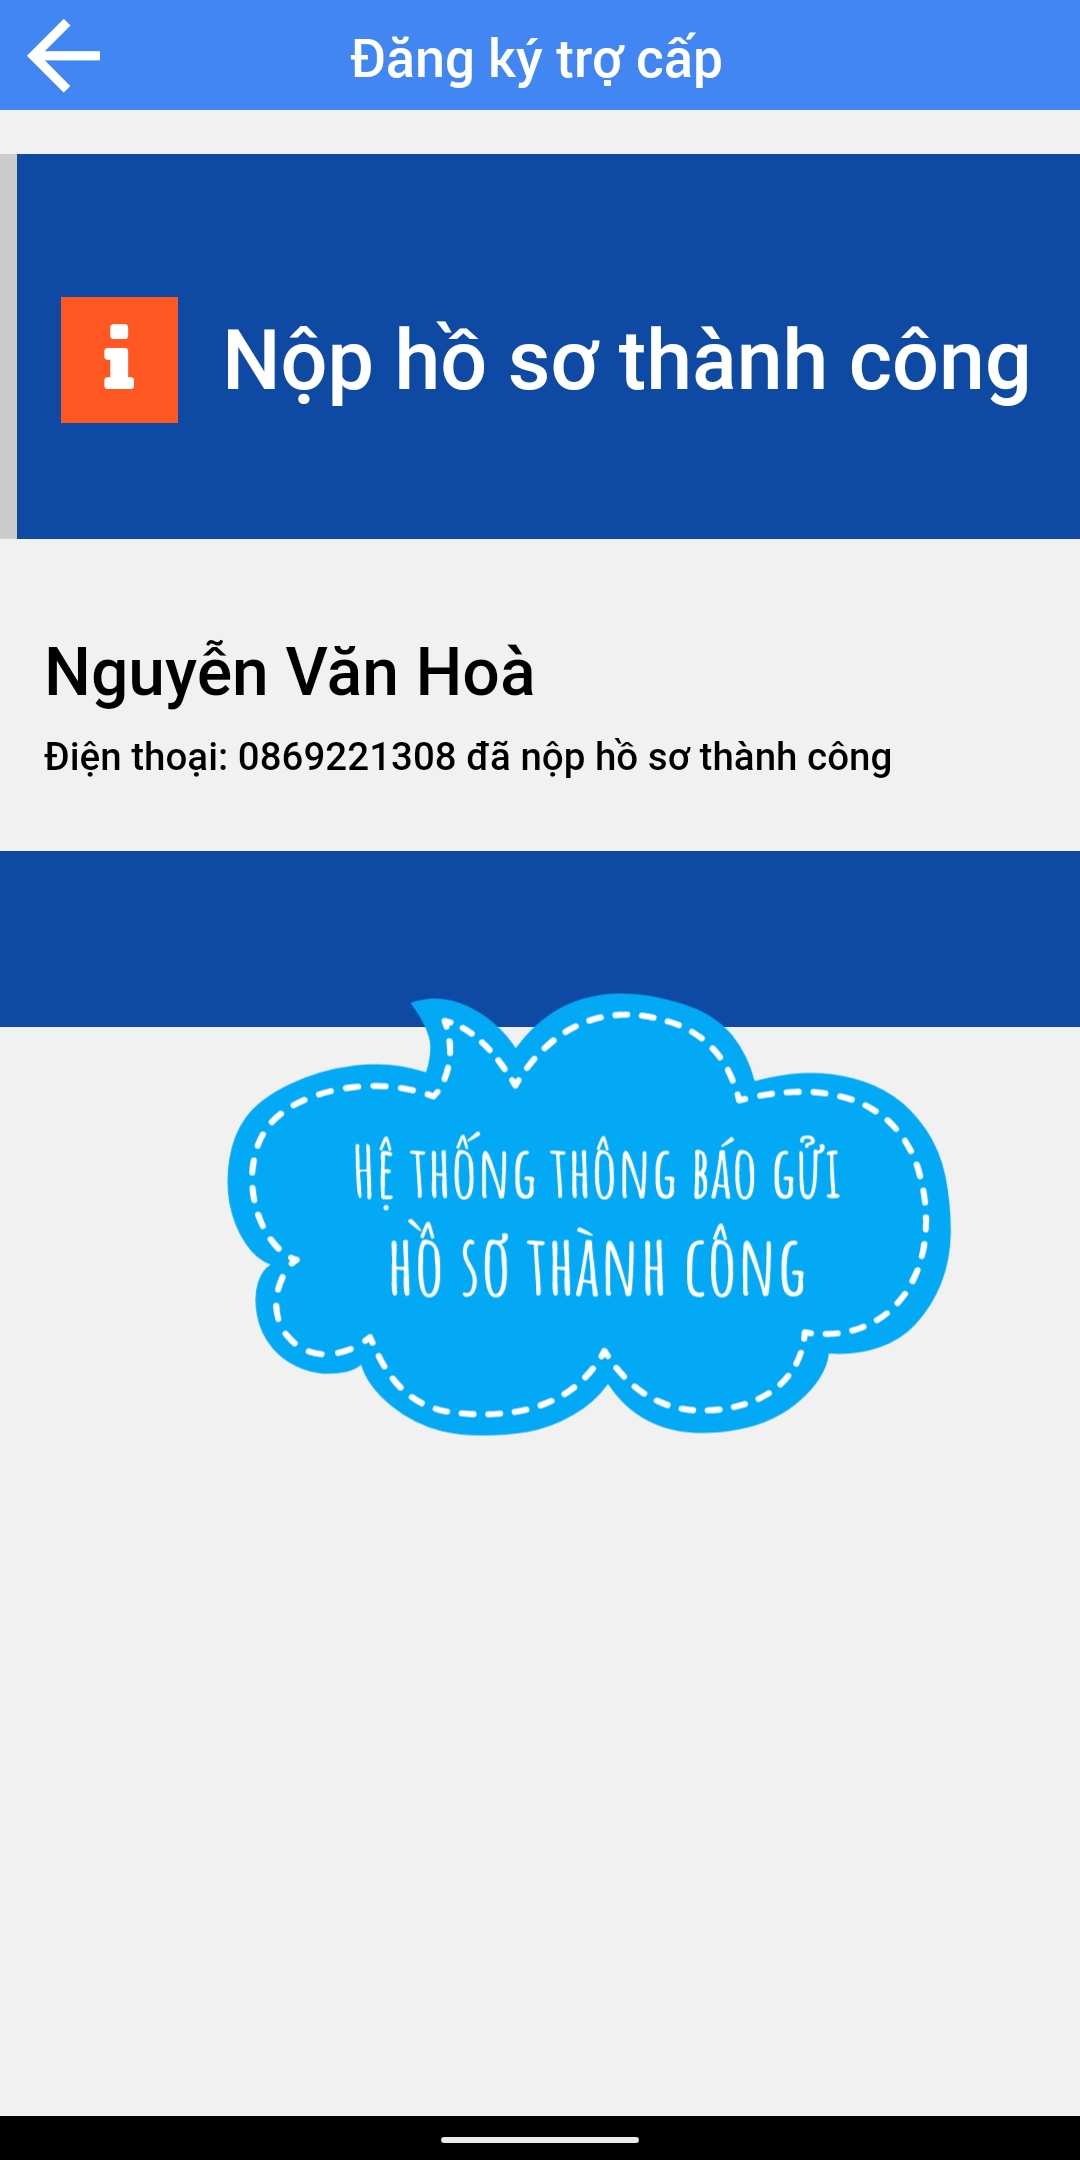 Đăng ký trợ cấp
Nộp hồ sơ thành công
Nguyễn Văn Hoà
Điện thoại: 0869221308 đã nộp hồ sơ thành công
Hệ thống thông báo gửi
hồ sơ thành công